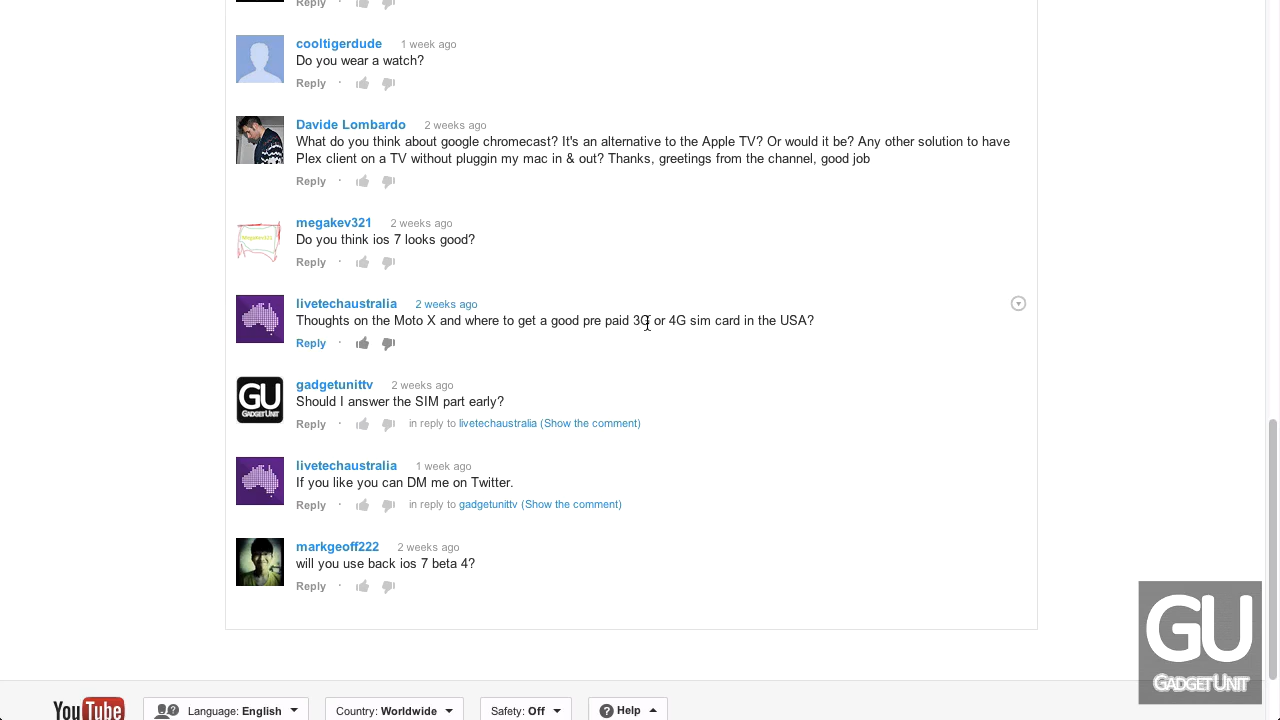 Reply ·
cooltigerdude 1 week ago
Do you wear a watch?
Reply ·
Davide Lombardo 2 weeks ago
What do you think about google chromecast? It's an alternative to the Apple TV? Or would it be? Any other solution to have
Plex client on a TV without pluggin my mac in & out? Thanks, greetings from the channel, good job
Reply ·
Megakev321
megakev321 2 weeks ago
Do you think ios 7 looks good?
Reply ·
livetechaustralia 2 weeks ago
Thoughts on the Moto X and where to get a good pre paid 3G or 4G sim card in the USA?
Reply ·
GU
GADGETUNIT
gadgetunittv 2 weeks ago
Should I answer the SIM part early?
Reply · in reply to livetechaustralia (Show the comment)
livetechaustralia 1 week ago
If you like you can DM me on Twitter.
Reply · in reply to gadgetunittv (Show the comment)
markgeoff222 2 weeks ago
will you use back ios 7 beta 4?
Reply ·
GU
GADGETUNIT
YouTube Language: English Country: Worldwide Safety: Off Help